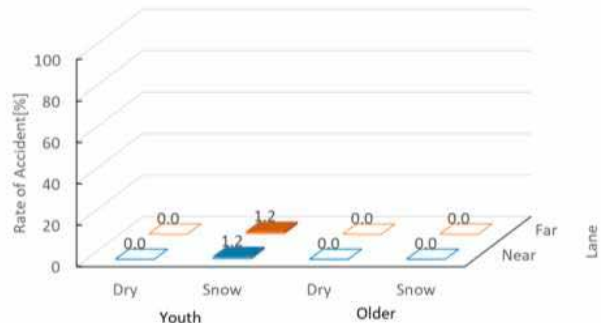 Rate of Accident[%]
100
80
60
40
20
0
0.0
1.2
0.0
0.0
0.0
1.2
0.0
0.0
Far
Near
Lane
Dry
Snow
Dry
Snow
Youth
Older